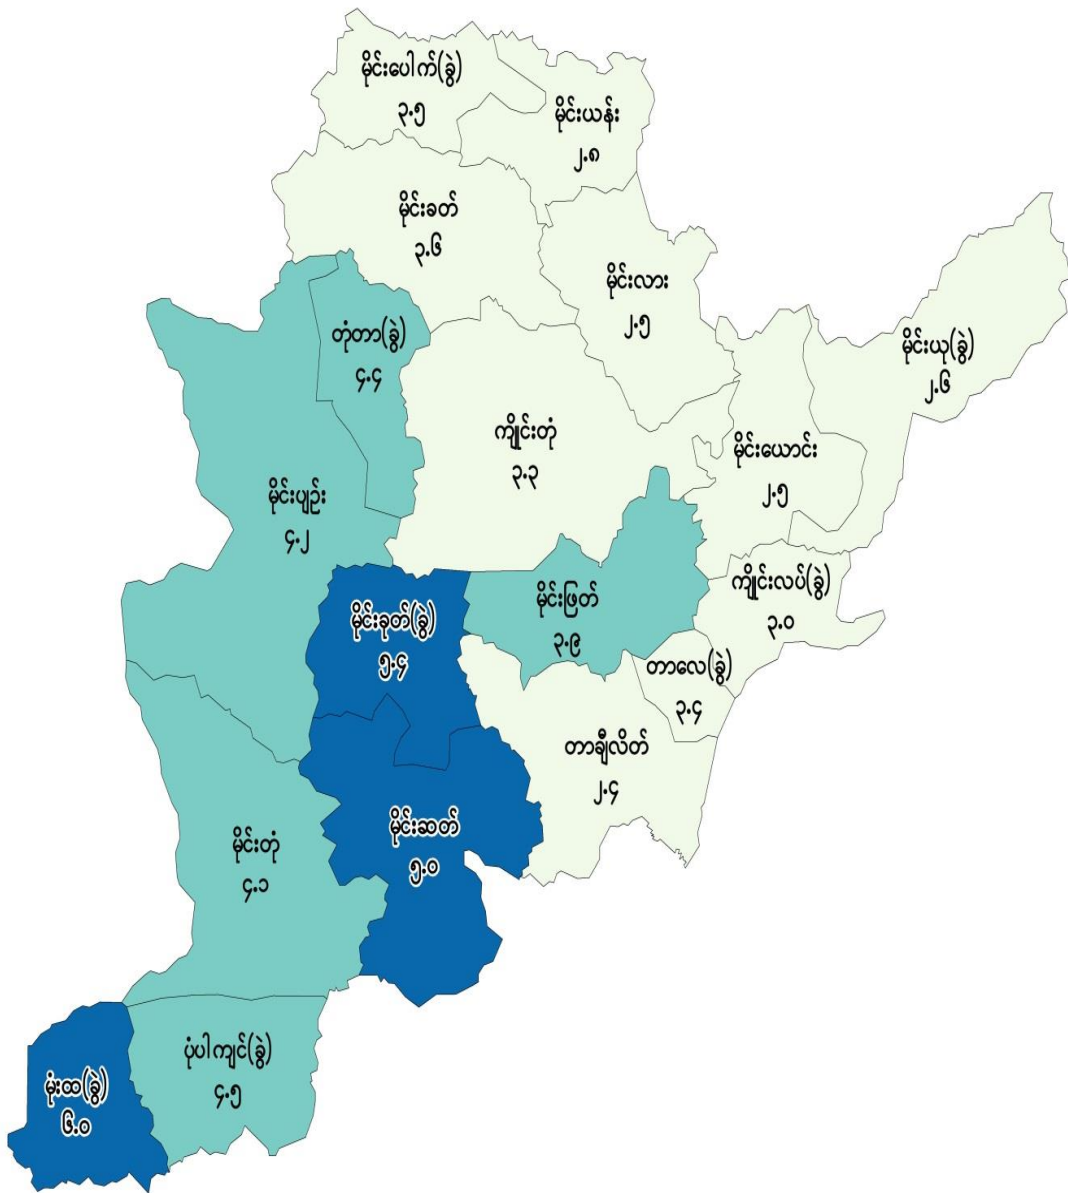 မိုင်းပေါက်(ခွဲ)
၃.၅
မိုင်းယန်း
၂.၈
မိုင်းခတ်
၃.၆
မိုင်းလား
၂.၅
တုံတာ(ခွဲ)
၄.၄
မိုင်းယု(ခွဲ)
၂.၆
ကျိုင်းတုံ
၃.၃
မိုင်းယောင်း
၂.၅
မိုင်းပျဉ်း
၄.၂
မိုင်းဖြတ်
၃.၉
ကျိုင်းလပ်(ခွဲ)
၃.၀
မိုင်းခုတ်(ခွဲ)
၅.၄
တာလေ(ခွဲ)
၃.၄
တာချီလိတ်
၂.၄
မိုင်းဆတ်
၅.၀
မိုင်းတုံ
၄.၁
ပုံပါကျင်(ခွဲ)
၄.၅
မုံးထ(ခွဲ)
၆.၀